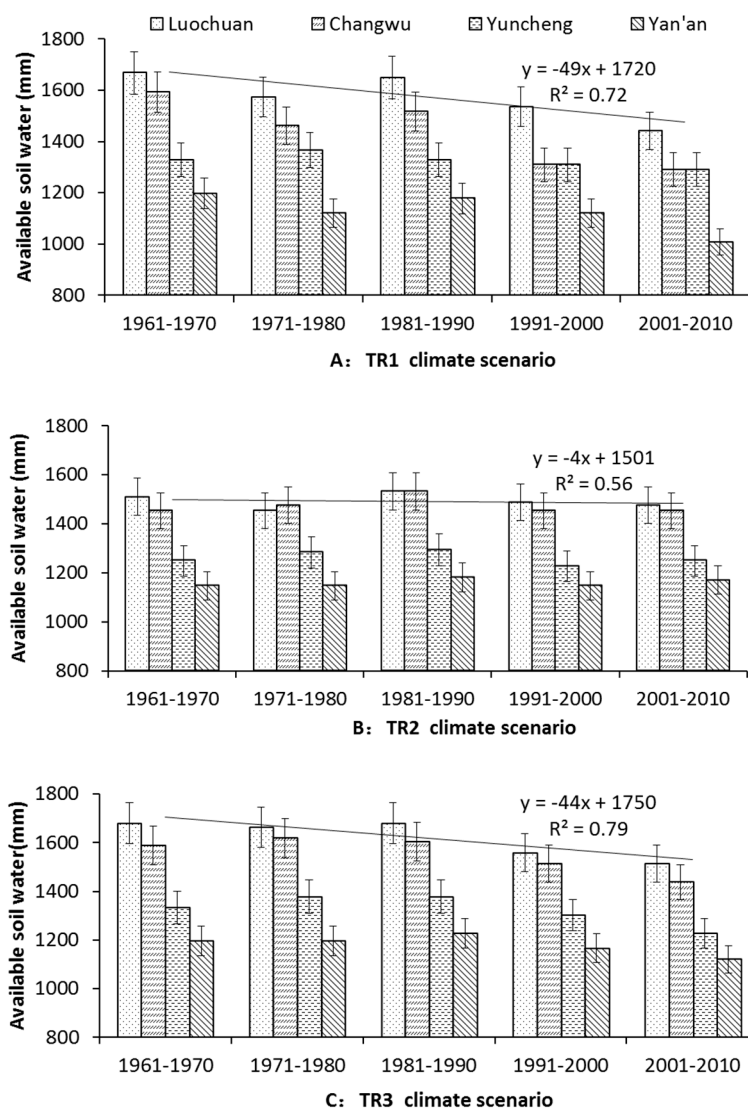 Luochuan Changwu Yuncheng Yan'an
Available soil water (mm)
1800
1600
1400
1200
1000
800
y = -49x + 1720
R² = 0.72
1961-1970 1971-1980 1981-1990 1991-2000 2001-2010
A：TR1 climate scenario
Available soil water (mm)
1800
1600
1400
1200
1000
800
y = -4x + 1501
R² = 0.56
1961-1970 1971-1980 1981-1990 1991-2000 2001-2010
B：TR2 climate scenario
Available soil water(mm)
1800
1600
1400
1200
1000
800
y = -44x + 1750
R² = 0.79
1961-1970 1971-1980 1981-1990 1991-2000 2001-2010
C：TR3 climate scenario